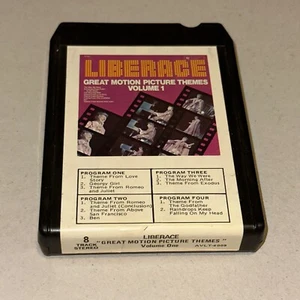 LIBERACE
GREAT MOTION PICTURE THEMES
VOLUME 1
PROGRAM ONE
1. Theme From Love
Story
2. Georgy Girl
3. Theme From Romeo
and Juliet
PROGRAM TWO
1. Theme From Romeo
and Juliet (Conclusion)
2. Theme From Above
San Francisco
3. Ben
PROGRAM THREE
1. The Way We Were
2. The Morning After
3. Theme From Exodus
PROGRAM FOUR
1. Theme From
The Godfather
2. Raindrops Keep
Falling On My Head
8
TRACK
STEREO
LIBERACE
"GREAT MOTION PICTURE THEMES"
Volume One